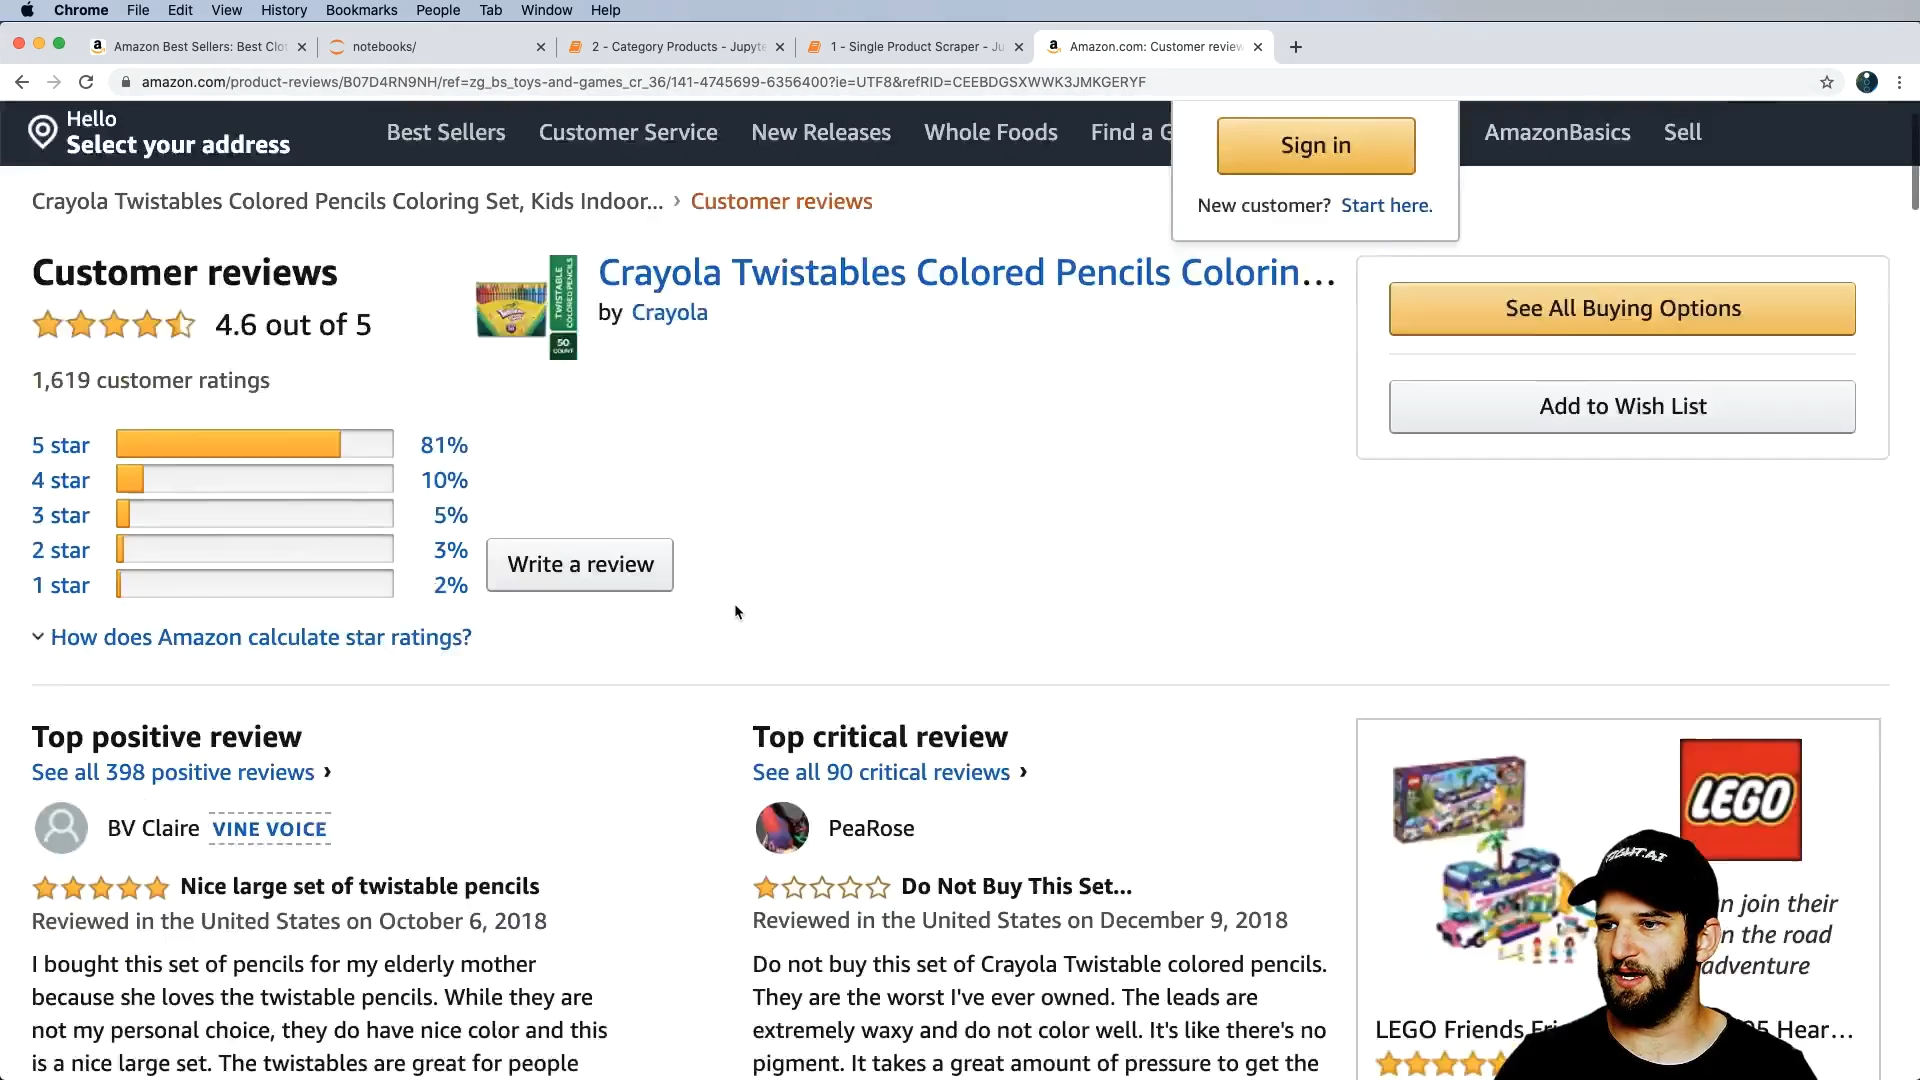 Chrome File Edit View History Bookmarks People Tab Window Help
Amazon Best Sellers: Best Clot
notebooks/
2 - Category Products - Jupyte
1 - Single Product Scraper - Ju
Amazon.com: Customer review
amazon.com/product-reviews/B07D4RN9NH/ref=zg_bs_toys-and-games_cr_36/141-4745699-6356400?ie=UTF8&refRID=CEEBDGSXWWK3JMKGERYF
Hello
Select your address
Best Sellers Customer Service New Releases Whole Foods Find a G
AmazonBasics Sell
Sign in
New customer? Start here.
Crayola Twistables Colored Pencils Coloring Set, Kids Indoor... › Customer reviews
Customer reviews
4.6 out of 5
1,619 customer ratings
5 star 81%
4 star 10%
3 star 5%
2 star 3%
1 star 2%
How does Amazon calculate star ratings?
TWISTABLE
COLORED PENCILS
50
COUNT
Crayola Twistables Colored Pencils Colorin...
by Crayola
Write a review
See All Buying Options
Add to Wish List
Top positive review
See all 398 positive reviews ›
BV Claire VINE VOICE
Nice large set of twistable pencils
Reviewed in the United States on October 6, 2018
I bought this set of pencils for my elderly mother
because she loves the twistable pencils. While they are
not my personal choice, they do have nice color and this
is a nice large set. The twistables are great for people
Top critical review
See all 90 critical reviews ›
PeaRose
Do Not Buy This Set...
Reviewed in the United States on December 9, 2018
Do not buy this set of Crayola Twistable colored pencils.
They are the worst I've ever owned. The leads are
extremely waxy and do not color well. It's like there's no
pigment. It takes a great amount of pressure to get the
LEGO
n join their
n the road
adventure
LEGO Friends Fri
5 Hear...